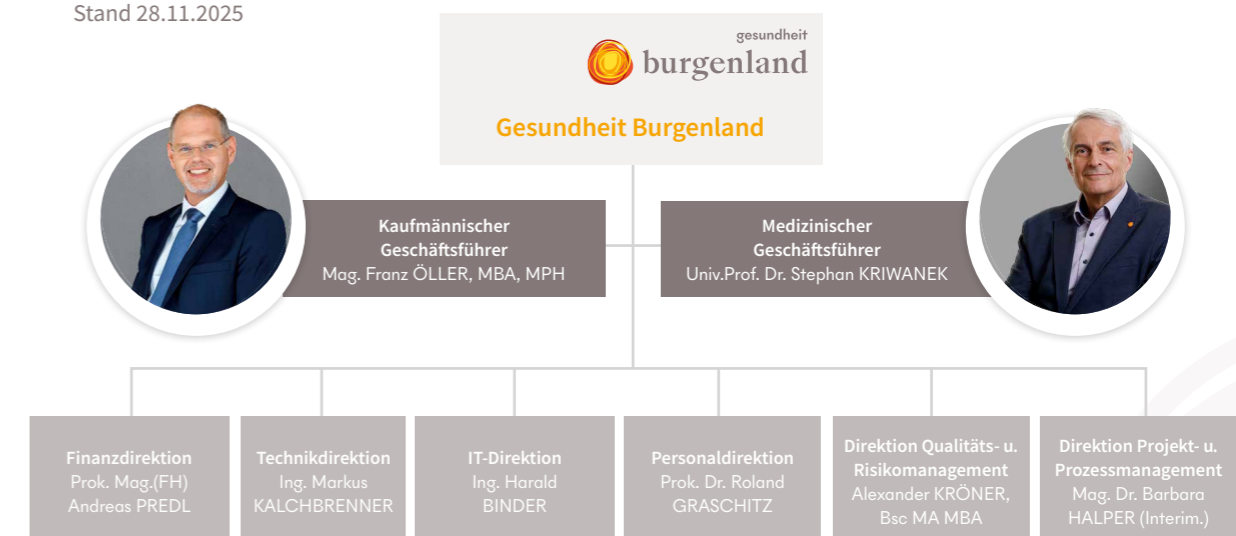 Stand 28.11.2025
gesundheit
burgenland
Gesundheit Burgenland
Kaufmännischer
Geschäftsführer
Mag. Franz ÖLLER, MBA, MPH
Medizinischer
Geschäftsführer
Univ.Prof. Dr. Stephan KRIWANEK
Finanzdirektion
Prok. Mag.(FH)
Andreas PREDL
Technikdirektion
Ing. Markus
KALCHBRENNER
IT-Direktion
Ing. Harald
BINDER
Personaldirektion
Prok. Dr. Roland
GRASCHITZ
Direktion Qualitäts- u.
Risikomanagement
Alexander KRÖNER,
Bsc MA MBA
Direktion Projekt- u.
Prozessmanagement
Mag. Dr. Barbara
HALPER (Interim.)